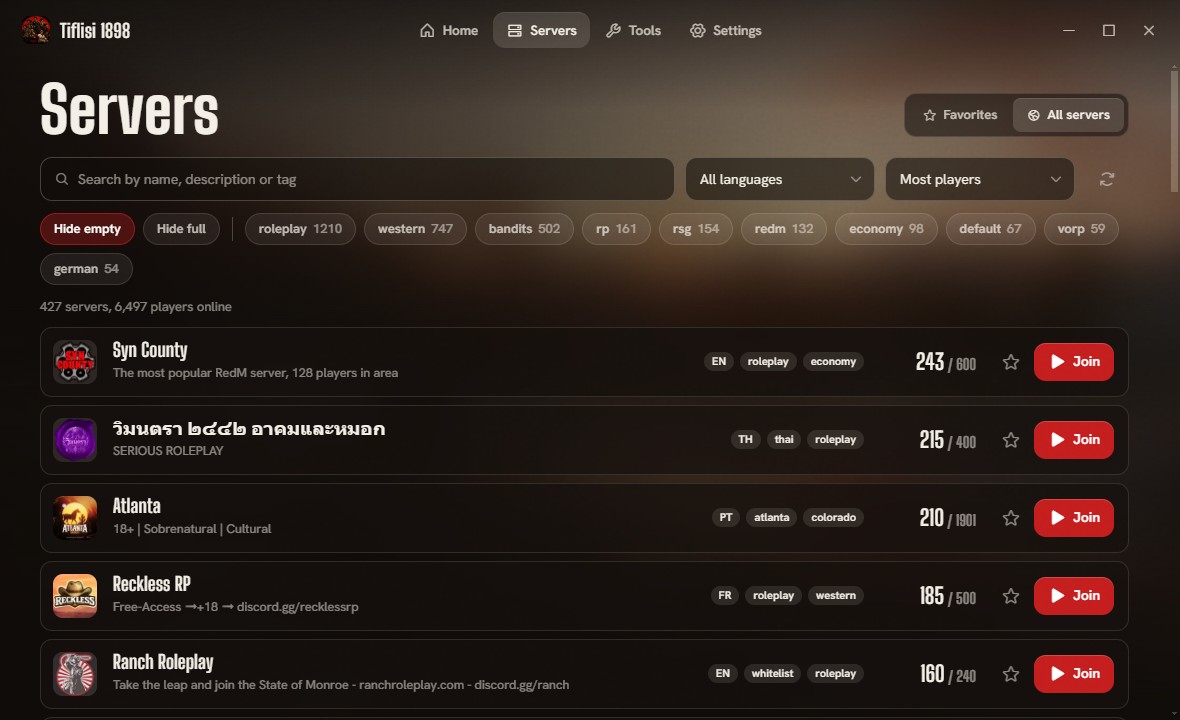 Tiflisi 1898
Home
Servers
Tools
Settings
Servers
Favorites
All servers
Search by name, description or tag
All languages
Most players
Hide empty
Hide full
roleplay 1210
western 747
bandits 502
rp 161
rsg 154
redm 132
economy 98
default 67
vorp 59
german 54
427 servers, 6,497 players online
SYN COUNTY
Syn County
The most popular RedM server, 128 players in area
EN
roleplay
economy
243 / 600
Join
วิมนตรา ๒๔๔๒ อาคมและหมอก
SERIOUS ROLEPLAY
TH
thai
roleplay
215 / 400
Join
ATLANTA
Atlanta
18+ | Sobrenatural | Cultural
PT
atlanta
colorado
210 / 1901
Join
RECKLESS
Reckless RP
Free-Access →+18 → discord.gg/recklessrp
FR
roleplay
western
185 / 500
Join
Ranch Roleplay
Take the leap and join the State of Monroe - ranchroleplay.com - discord.gg/ranch
EN
whitelist
roleplay
160 / 240
Join